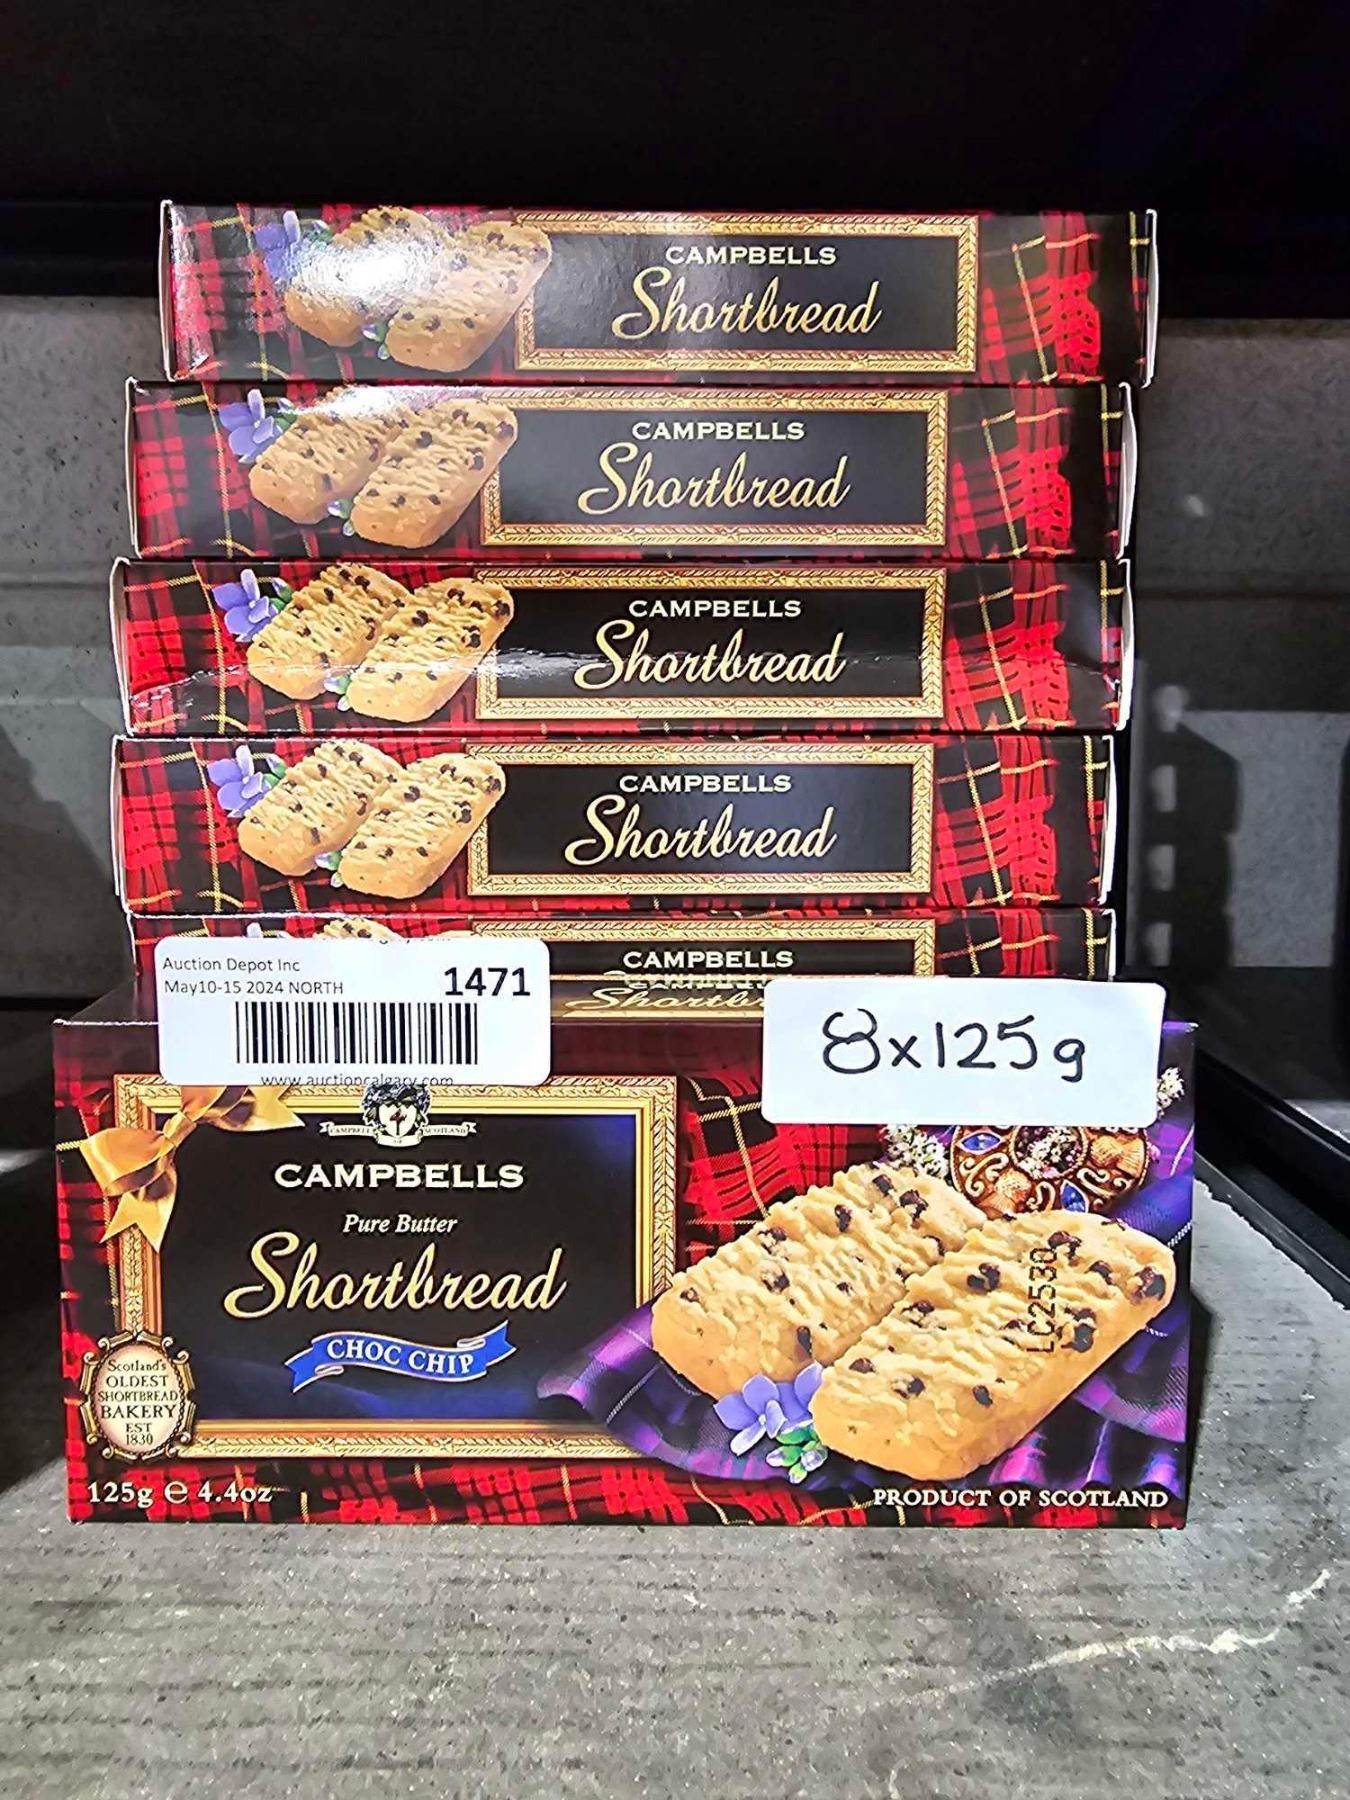 CAMPBELLS
Shortbread
CAMPBELLS
Shortbread
CAMPBELLS
Shortbread
CAMPBELLS
Shortbread
CAMPBELLS
Auction Depot Inc
May10-15 2024 NORTH
1471
www.auctioncalgary.com
8x125g
CAMPBELLS
Pure Butter
Shortbread
CHOC CHIP
Scotland's
OLDEST
SHORTBREAD
BAKERY
EST
1830
LC2530
125g e 4.4oz
PRODUCT OF SCOTLAND